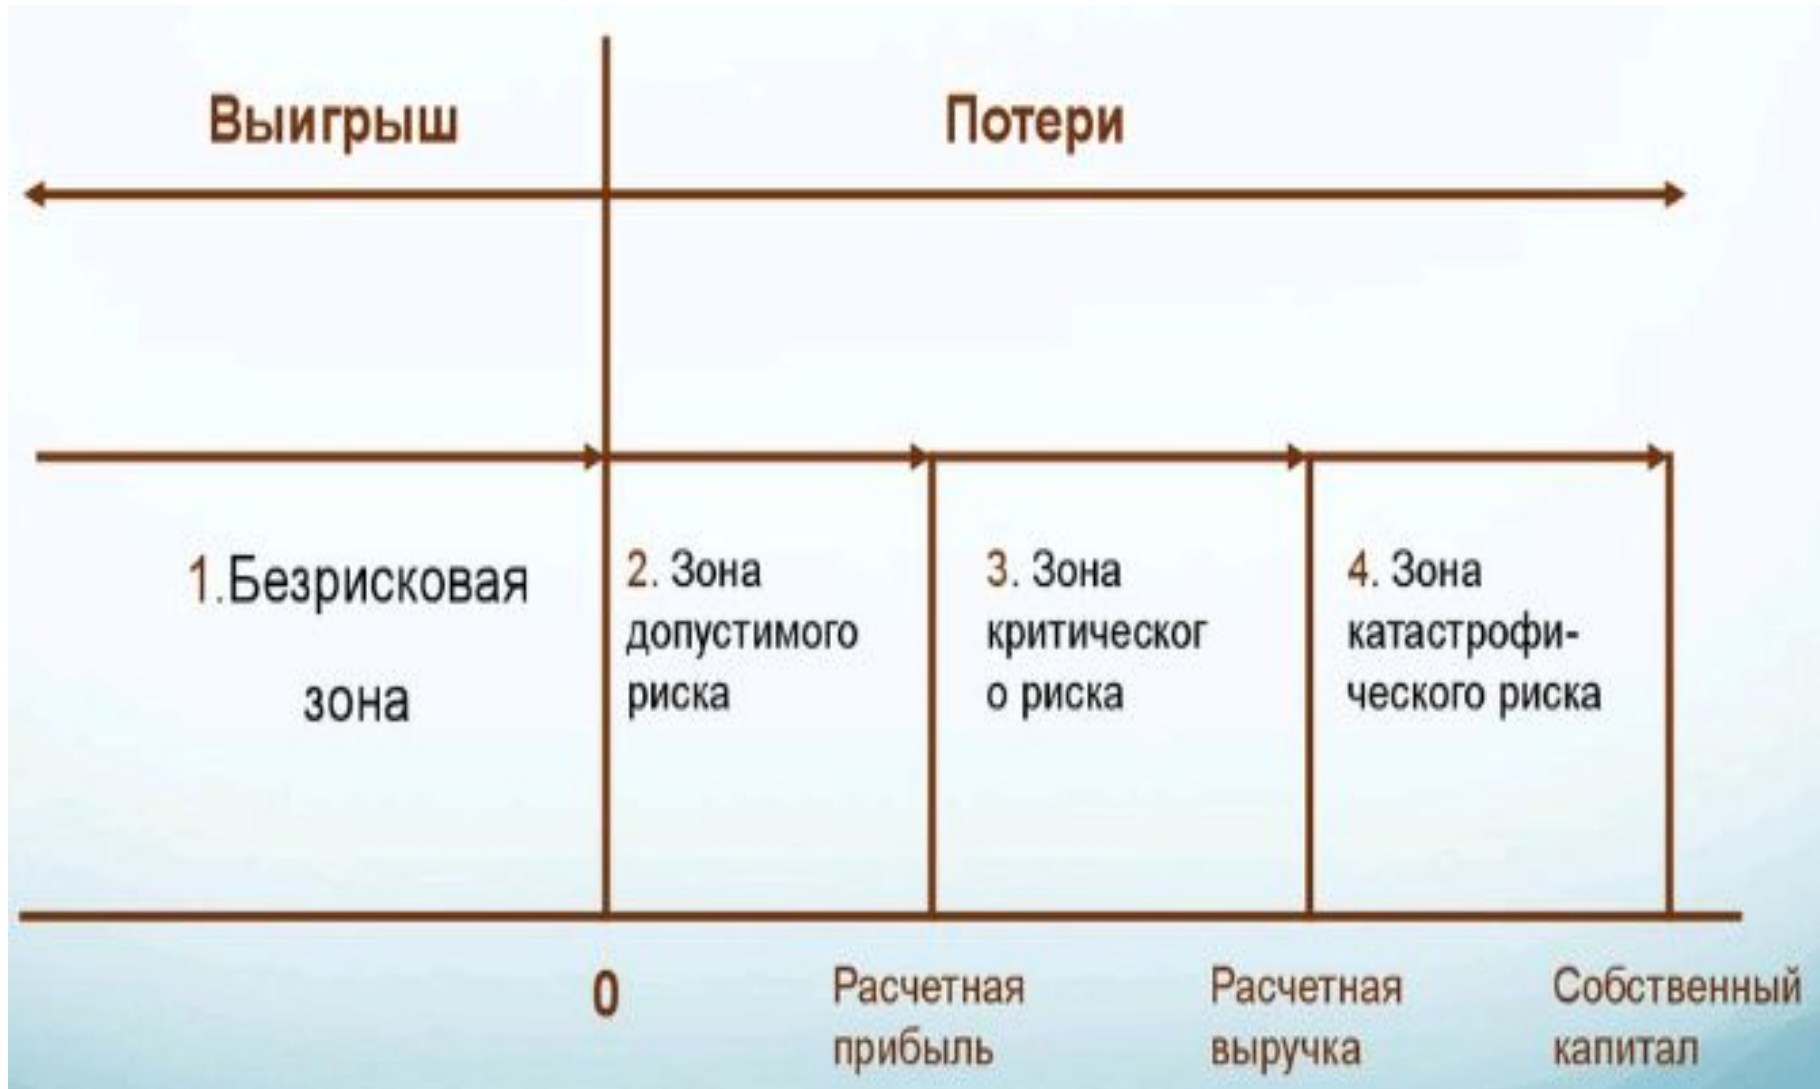 Выигрыш
Потери
1.Безрисковая
зона
2. Зона
допустимого
риска
3. Зона
критическог
о риска
4. Зона
катастрофи-
ческого риска
0
Расчетная
прибыль
Расчетная
выручка
Собственный
капитал